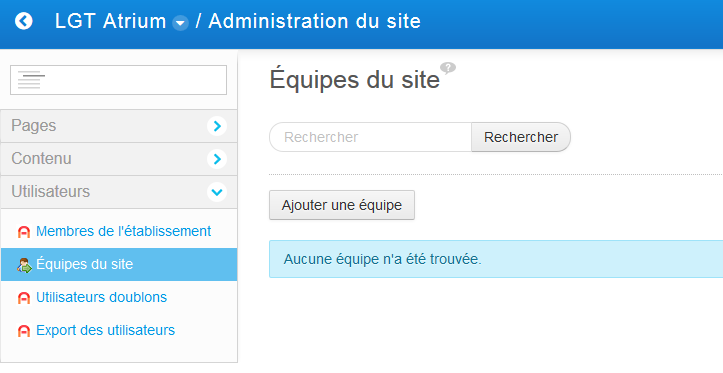 LGT Atrium / Administration du site
Équipes du site ?
Rechercher Rechercher
Pages
Contenu
Utilisateurs
Membres de l'établissement
Équipes du site
Utilisateurs doublons
Export des utilisateurs
Ajouter une équipe
Aucune équipe n'a été trouvée.